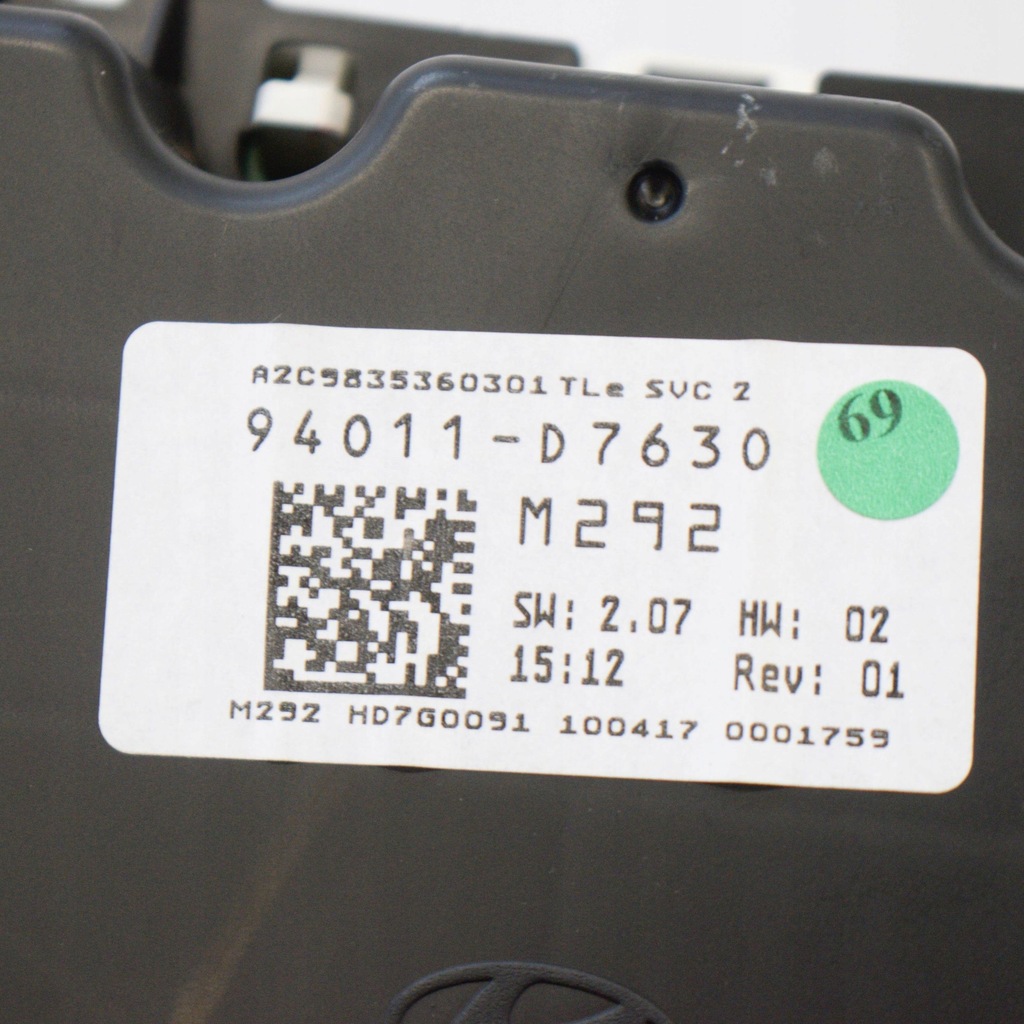 A2C9835360301 TLe SVC 2
94011-D7630
69
M292
SW: 2.07 HW: 02
15:12 Rev: 01
M292 HD7G0091 100417 0001759